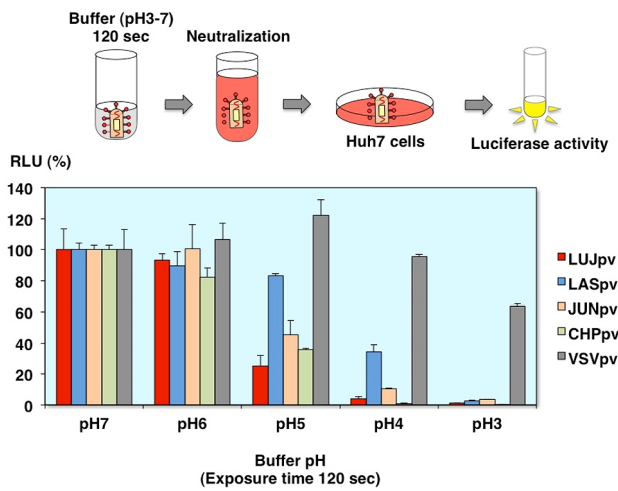 Buffer (pH3-7)
120 sec
Neutralization
Huh7 cells
Luciferase activity
RLU (%)
140
120
100
80
60
40
20
0
pH7
pH6
pH5
pH4
pH3
LUJpv
LASpv
JUNpv
CHPpv
VSVpv
Buffer pH
(Exposure time 120 sec)